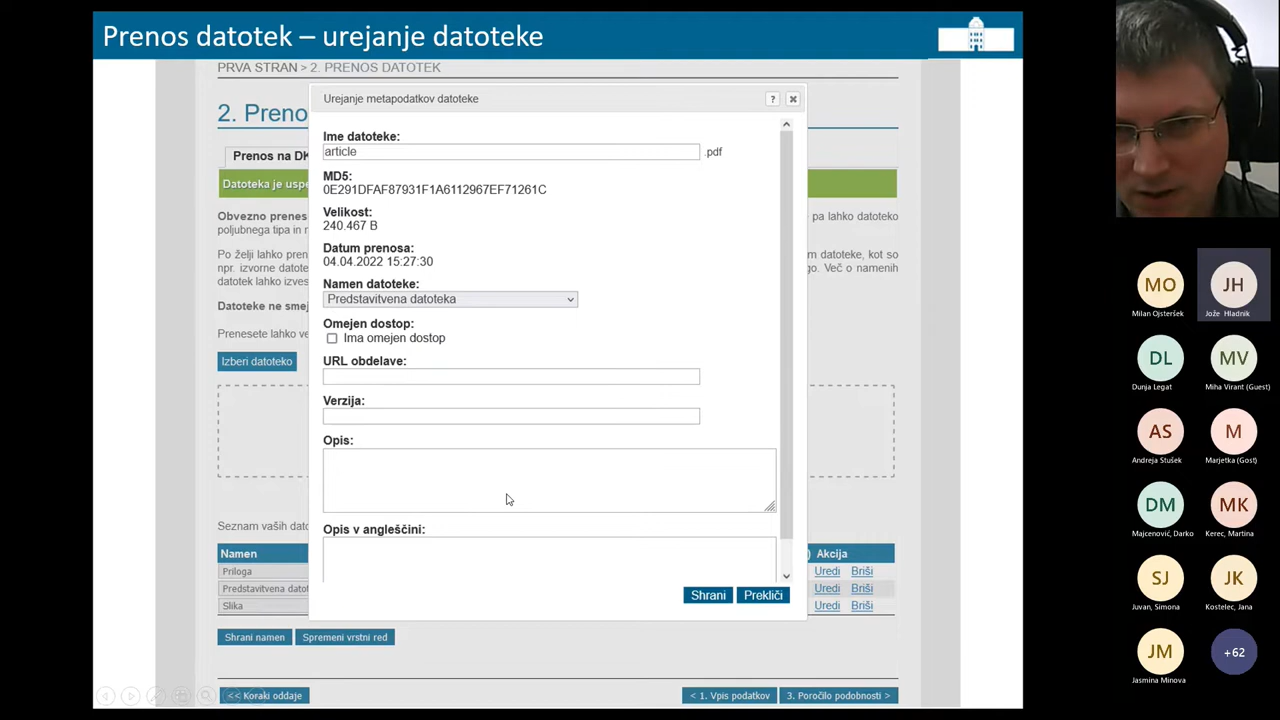 Prenos datotek – urejanje datoteke
PRVA STRAN > 2. PRENOS DATOTEK
2. Preno
Prenos na DK
Datoteka je uspe
Obvezno prenes
pa lahko datoteko
poljubnega tipa in r
Po želji lahko pren
m datoteke, kot so
npr. izvorne datote
go. Več o namenih
datotek lahko izves
Datoteke ne smej
Prenesete lahko ve
Izberi datoteko
Urejanje metapodatkov datoteke
?
Ime datoteke:
article
.pdf
MD5:
0E291DFAF87931F1A6112967EF71261C
Velikost:
240.467 B
Datum prenosa:
04.04.2022 15:27:30
Namen datoteke:
Predstavitvena datoteka
Omejen dostop:
Ima omejen dostop
URL obdelave:
Verzija:
Opis:
Opis v angleščini:
Shrani
Prekliči
Seznam vaših dato
Namen
) Akcija
Priloga
Uredi Briši
Predstavitvena datot
Uredi Briši
Slika
Uredi Briši
Shrani namen
Spremeni vrstni red
<< Koraki oddaje
< 1. Vpis podatkov
3. Poročilo podobnosti >
MO
JH
Milan Ojsteršek
Jože Hladnik
DL
MV
Dunja Legat
Miha Virant (Guest)
AS
M
Andreja Stušek
Marjetka (Gost)
DM
MK
Majcenović, Darko
Kerec, Martina
SJ
JK
Juvan, Simona
Kostelec, Jana
JM
+62
Jasmina Minova